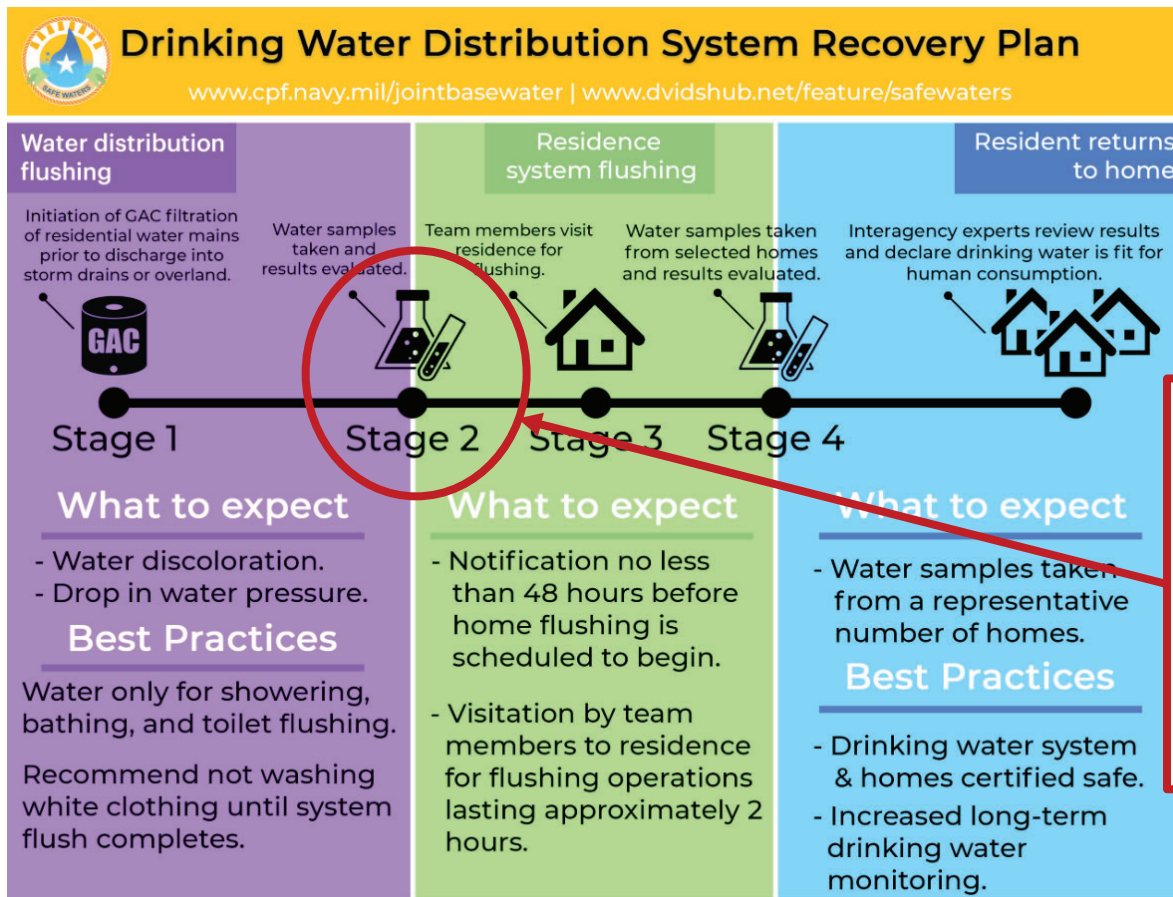 SAFE WATERS
Drinking Water Distribution System Recovery Plan
www.cpf.navy.mil/jointbasewater | www.dvidshub.net/feature/safewaters
Water distribution
flushing
Initiation of GAC filtration
of residential water mains
prior to discharge into
storm drains or overland.
Water samples
taken and
results evaluated.
GAC
Residence
system flushing
Team members visit
residence for
flushing.
Water samples taken
from selected homes
and results evaluated.
Resident returns
to home
Interagency experts review results
and declare drinking water is fit for
human consumption.
Stage 1
Stage 2
Stage 3
Stage 4
What to expect
- Water discoloration.
- Drop in water pressure.
Best Practices
Water only for showering,
bathing, and toilet flushing.
Recommend not washing
white clothing until system
flush completes.
What to expect
- Notification no less
than 48 hours before
home flushing is
scheduled to begin.
- Visitation by team
members to residence
for flushing operations
lasting approximately 2
hours.
What to expect
- Water samples taken
from a representative
number of homes.
Best Practices
- Drinking water system
& homes certified safe.
- Increased long-term
drinking water
monitoring.